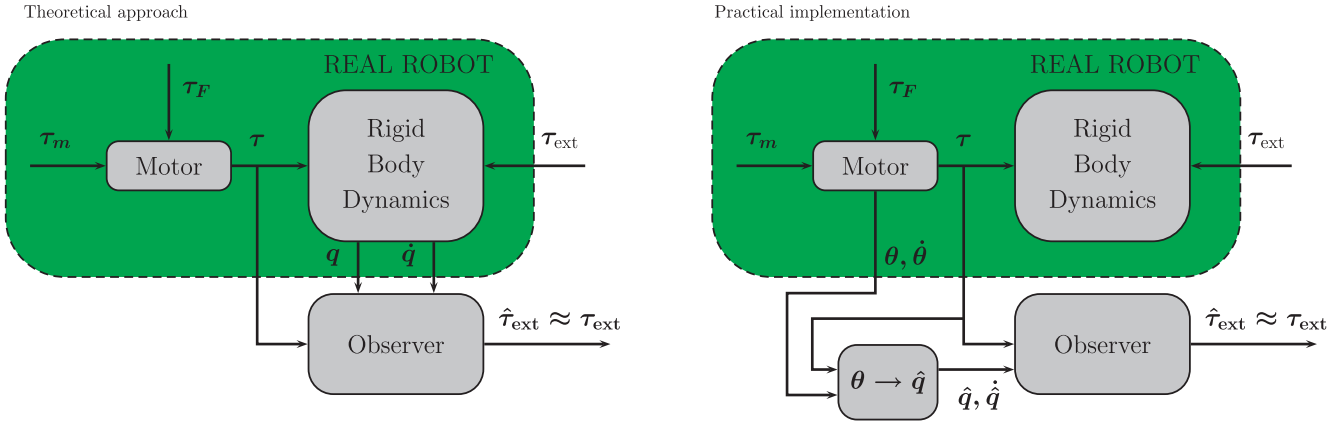 Theoretical approach
REAL ROBOT
τ_F
τ_m
Motor
τ
Rigid
Body
Dynamics
τ_ext
q
q̇
Observer
τ̂_ext ≈ τ_ext
Practical implementation
REAL ROBOT
τ_F
τ_m
Motor
τ
Rigid
Body
Dynamics
τ_ext
θ, θ̇
θ → q̂
q̂, q̂̇
Observer
τ̂_ext ≈ τ_ext